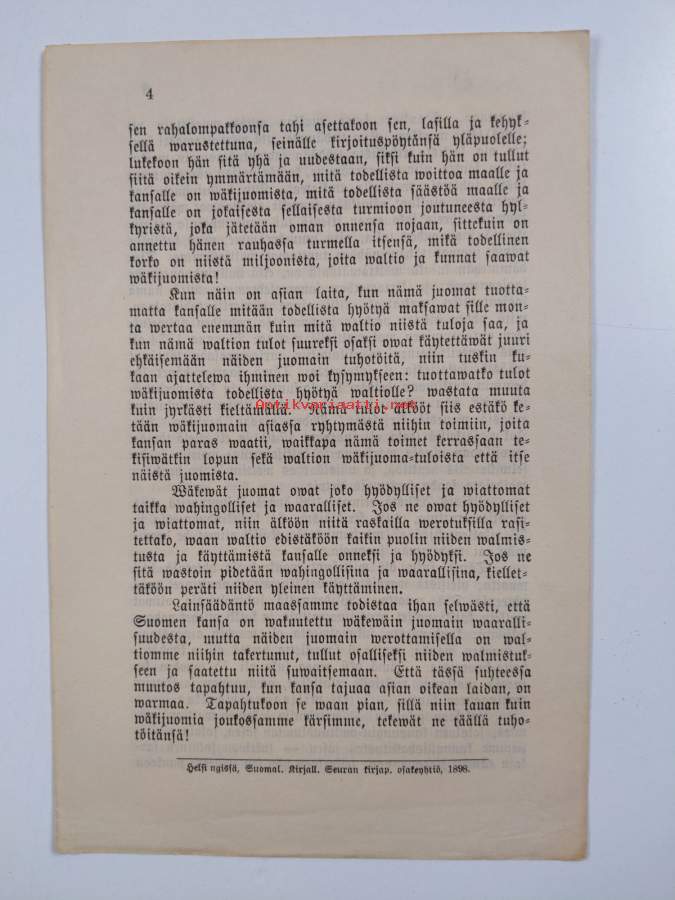 4
sen rahalompakkoonsa tahi asettakoon sen, lasilla ja kehyk-
sellä warustettuna, seinälle kirjoituspöytänsä yläpuolelle;
lukekoon hän sitä yhä ja uudestaan, siksi kuin hän on tullut
siitä oikein ymmärtämään, mitä todellista woittoa maalle ja
kansalle on wäkijuomista, mitä todellista säästöä maalle ja
kansalle on jokaisesta sellaisesta turmioon joutuneesta hyl-
kyristä, joka jätetään oman onnensa nojaan, sittekuin on
annettu hänen rauhassa turmella itsensä, mikä todellinen
korko on niistä miljoonista, joita waltio ja kunnat saawat
wäkijuomista!
Kun näin on asian laita, kun nämä juomat tuotta-
matta kansalle mitään todellista hyötyä maksawat sille mon-
ta wertaa enemmän kuin mitä waltio niistä tuloja saa, ja
kun nämä waltion tulot suureksi osaksi owat käytettäwät juuri
ehkäisemään näiden juomain tuhotöitä, niin tuskin ku-
kaan ajattelewa ihminen woi kysymykseen: tuottawatko tulot
wäkijuomista todellista hyötyä waltiolle? wastata muuta
kuin jyrkästi kieltämällä. Nämä tulot älkööt siis estäkö ke-
Antikvariaatti.net
tään wäkijuomain asiassa ryhtymästä niihin toimiin, joita
kansan paras waatii, waikkapa nämä toimet kerrassaan te-
kisiwätkin lopun sekä waltion wäkijuoma-tuloista että itse
näistä juomista.
Wäkewät juomat owat joko hyödylliset ja wiattomat
taikka wahingolliset ja waaralliset. Jos ne owat hyödylliset
ja wiattomat, niin älköön niitä raskailla werotuksilla rasi-
tettako, waan waltio edistäköön kaikin puolin niiden walmis-
tusta ja käyttämistä kansalle onneksi ja hyödyksi. Jos ne
sitä wastoin pidetään wahingollisina ja waarallisina, kiellet-
täköön peräti niiden yleinen käyttäminen.
Lainsäädäntö maassamme todistaa ihan selwästi, että
Suomen kansa on wakuutettu wäkewäin juomain waaralli-
suudesta, mutta näiden juomain werottamisella on wal-
tiomme niihin takertunut, tullut osalliseksi niiden walmistuk-
seen ja saatettu niitä suwaitsemaan. Että tässä suhteessa
muutos tapahtuu, kun kansa tajuaa asian oikean laidan, on
warmaa. Tapahtukoon se waan pian, sillä niin kauan kuin
wäkijuomia joukossamme kärsimme, tekewät ne täällä tuho-
töitänsä!
Helsingissä, Suomal. Kirjall. Seuran kirjap. osakeyhtiö, 1898.